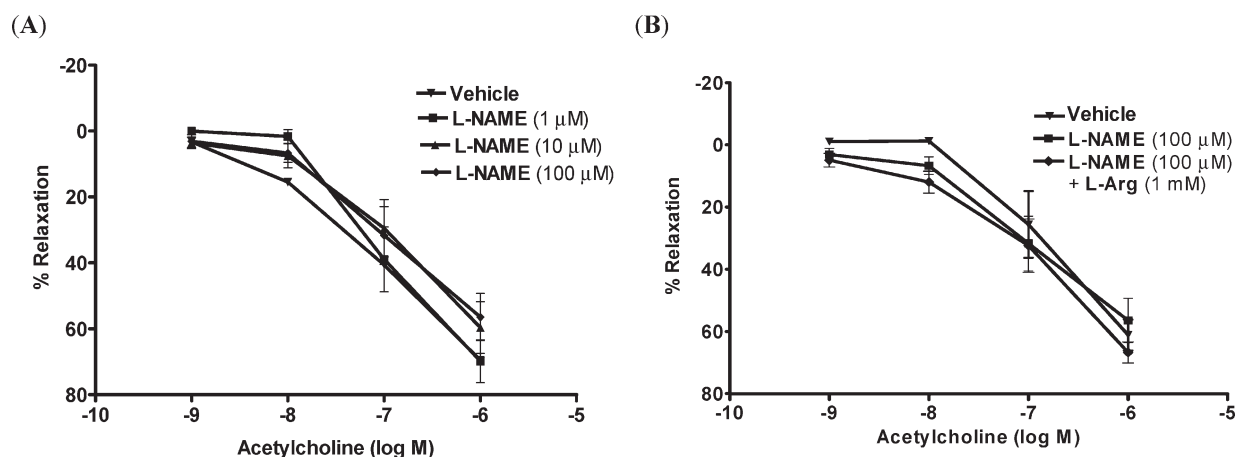 (A)
-20
0
20
40
60
80
% Relaxation
-10 -9 -8 -7 -6 -5
Acetylcholine (log M)
Vehicle
L-NAME (1 μM)
L-NAME (10 μM)
L-NAME (100 μM)
(B)
-20
0
20
40
60
80
% Relaxation
-10 -9 -8 -7 -6 -5
Acetylcholine (log M)
Vehicle
L-NAME (100 μM)
L-NAME (100 μM)
+ L-Arg (1 mM)